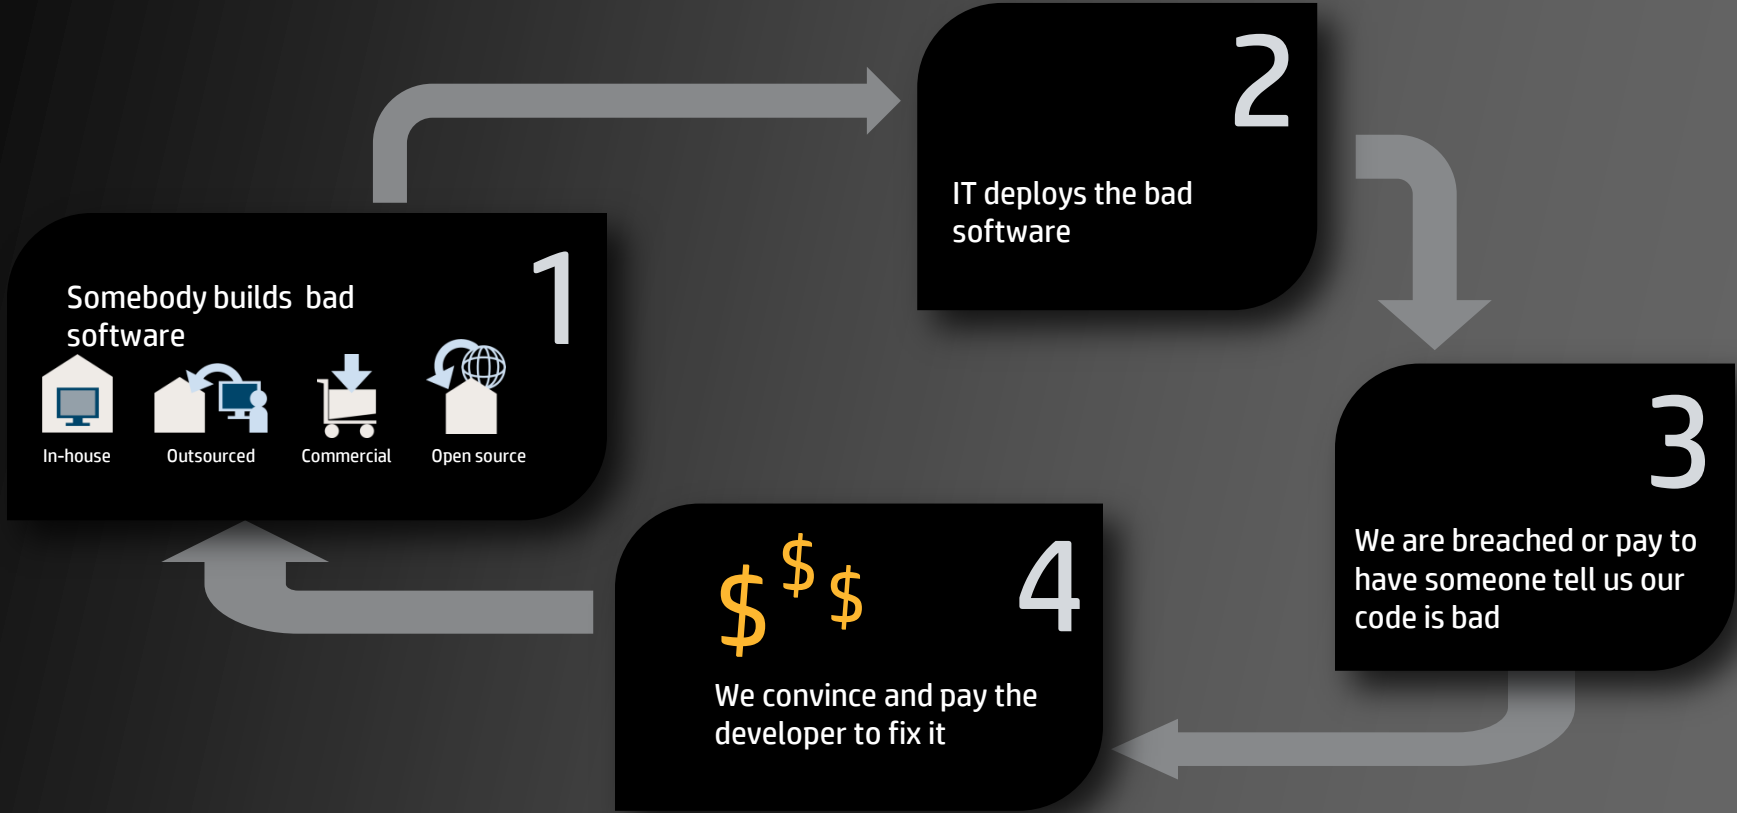 1
Somebody builds bad
software
In-house
Outsourced
Commercial
Open source
2
IT deploys the bad
software
3
We are breached or pay to
have someone tell us our
code is bad
$ $ $
4
We convince and pay the
developer to fix it